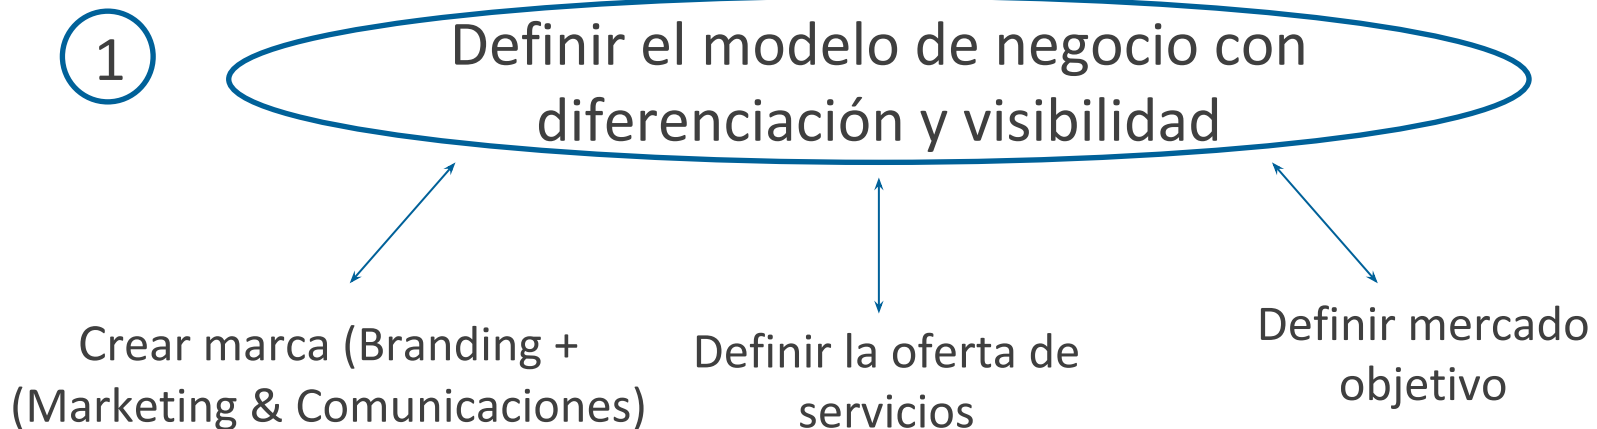 1
Definir el modelo de negocio con
diferenciación y visibilidad
Crear marca (Branding +
(Marketing & Comunicaciones)
Definir la oferta de
servicios
Definir mercado
objetivo